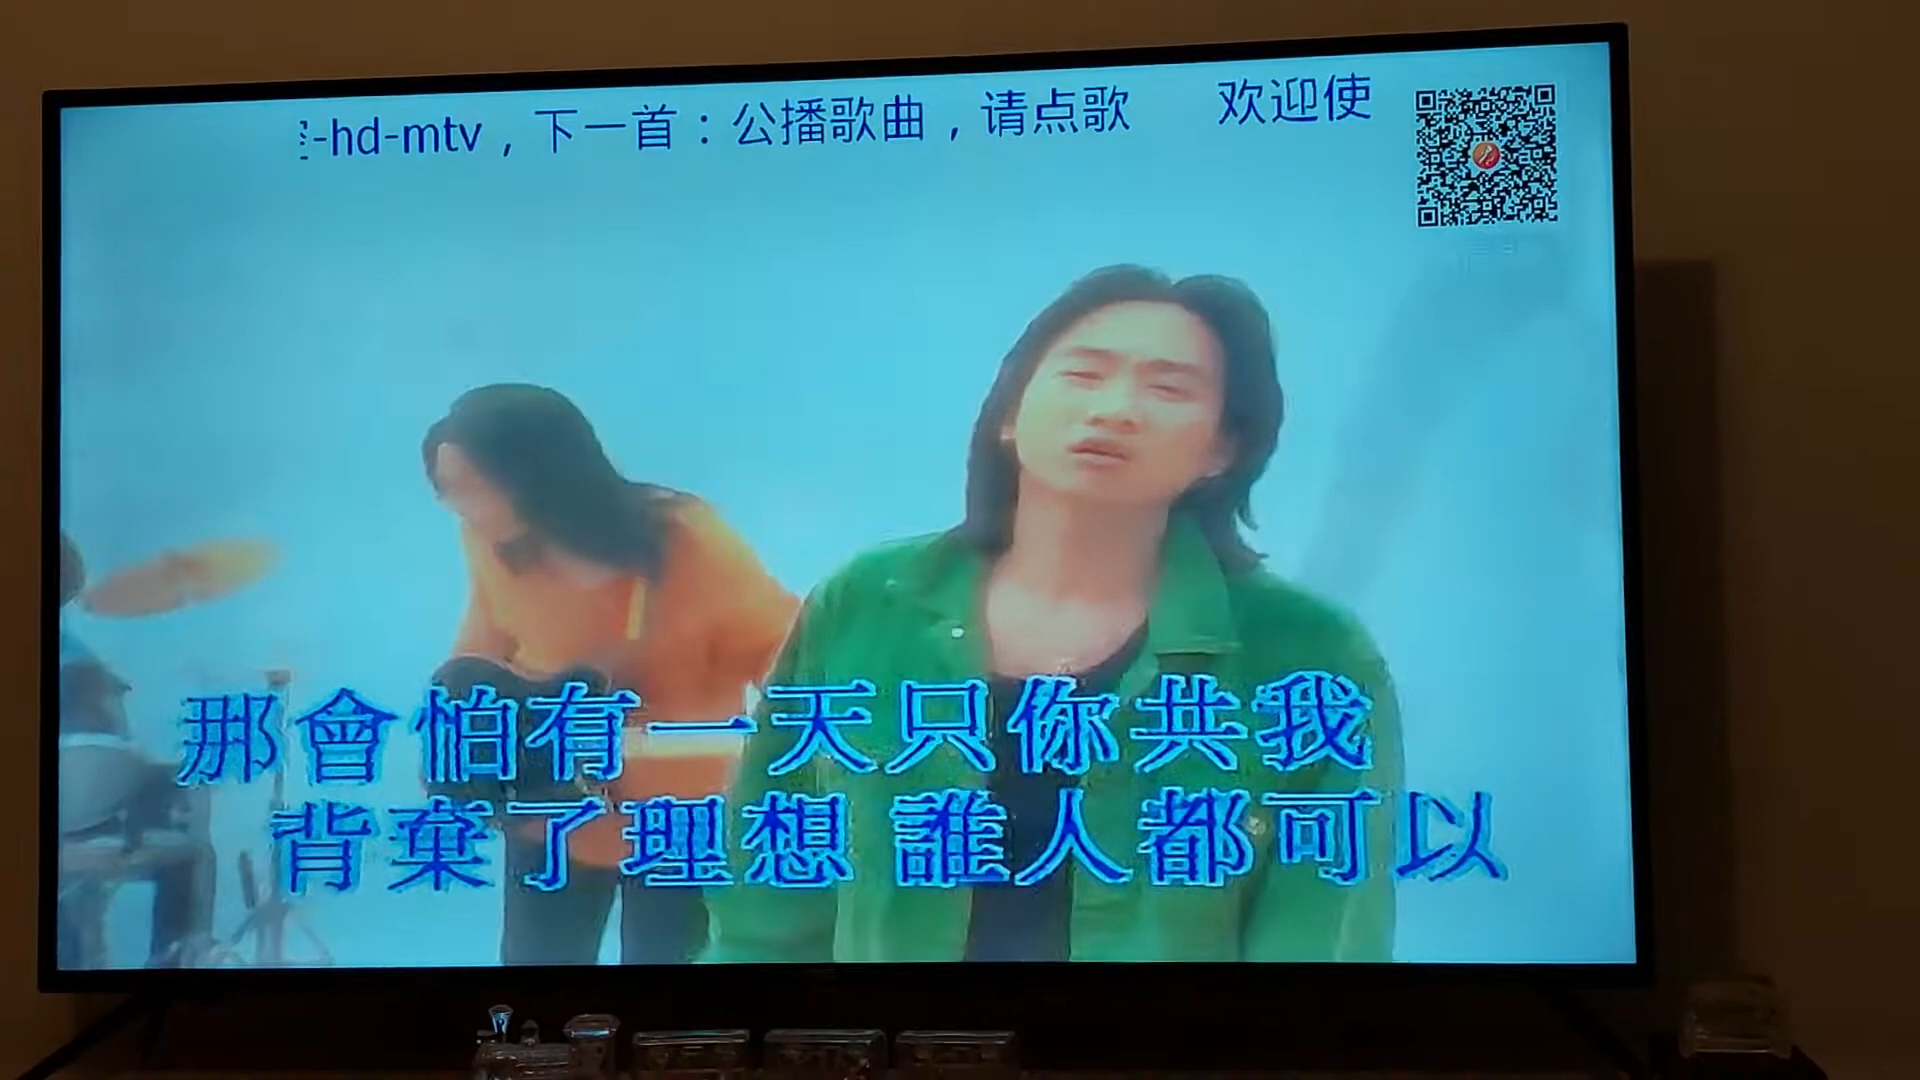 -hd-mtv，下一首：公播歌曲，请点歌 欢迎使
那會怕有一天只你共我
背棄了理想 誰人都可以